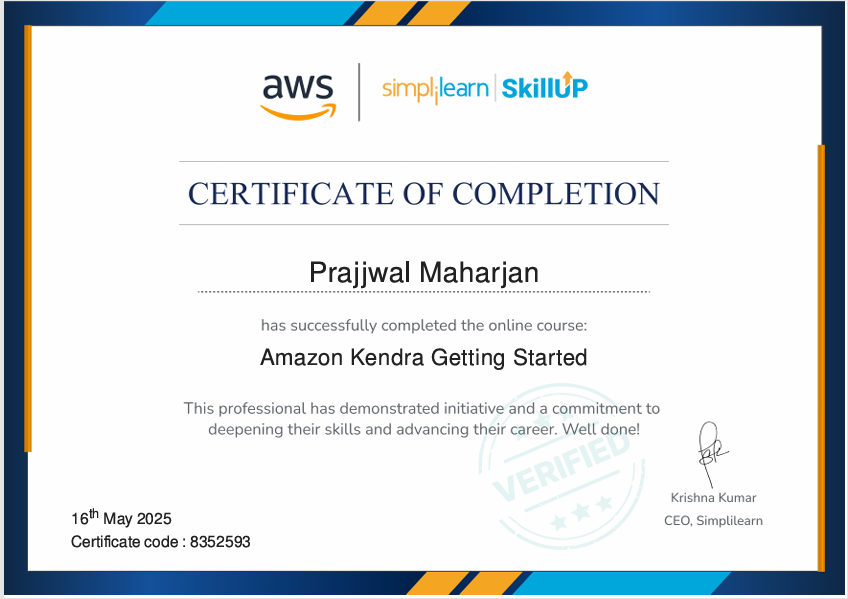 aws
simplilearn | SkillUP
CERTIFICATE OF COMPLETION
Prajjwal Maharjan
has successfully completed the online course:
Amazon Kendra Getting Started
This professional has demonstrated initiative and a commitment to
deepening their skills and advancing their career. Well done!
VERIFIED
Krishna Kumar
CEO, Simplilearn
16th May 2025
Certificate code : 8352593